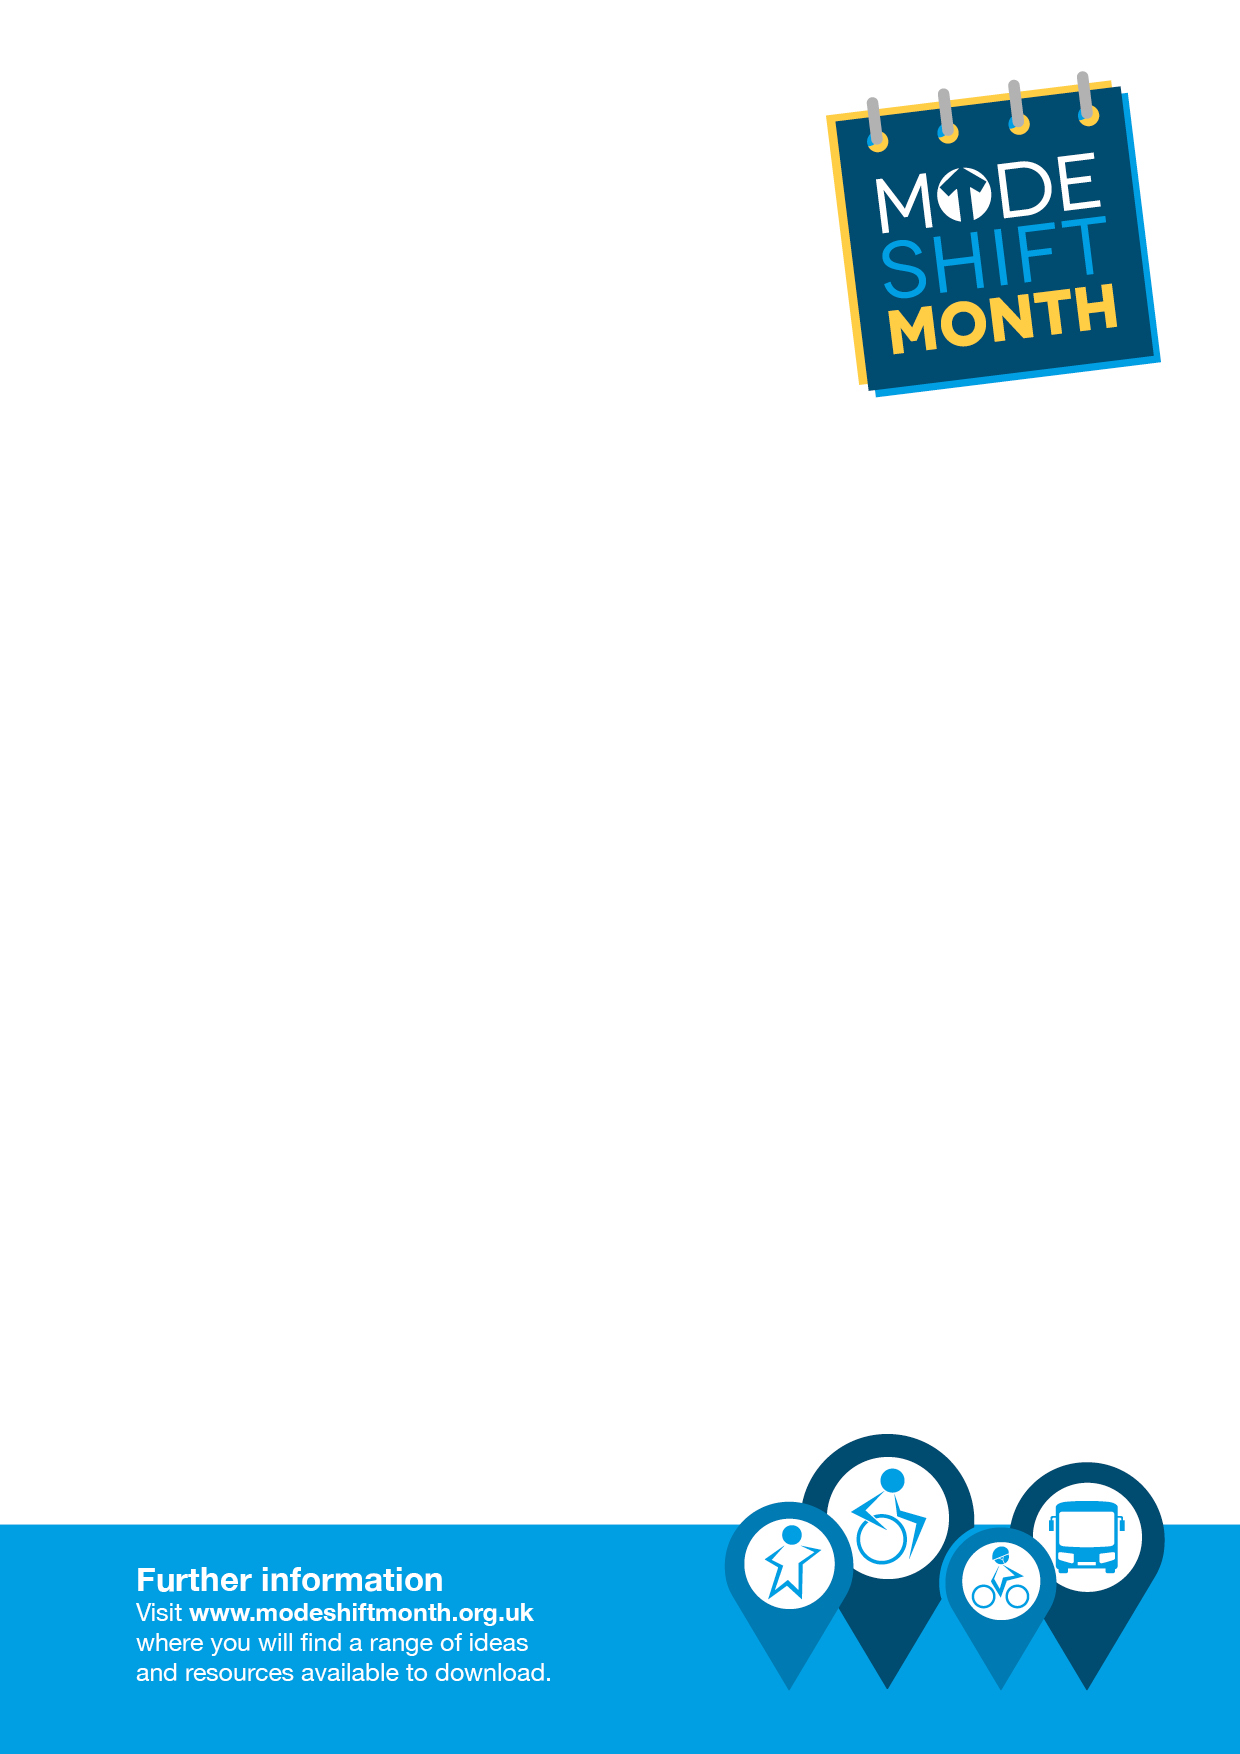 MODE
SHIFT
MONTH
Further information
Visit www.modeshiftmonth.org.uk
where you will find a range of ideas
and resources available to download.